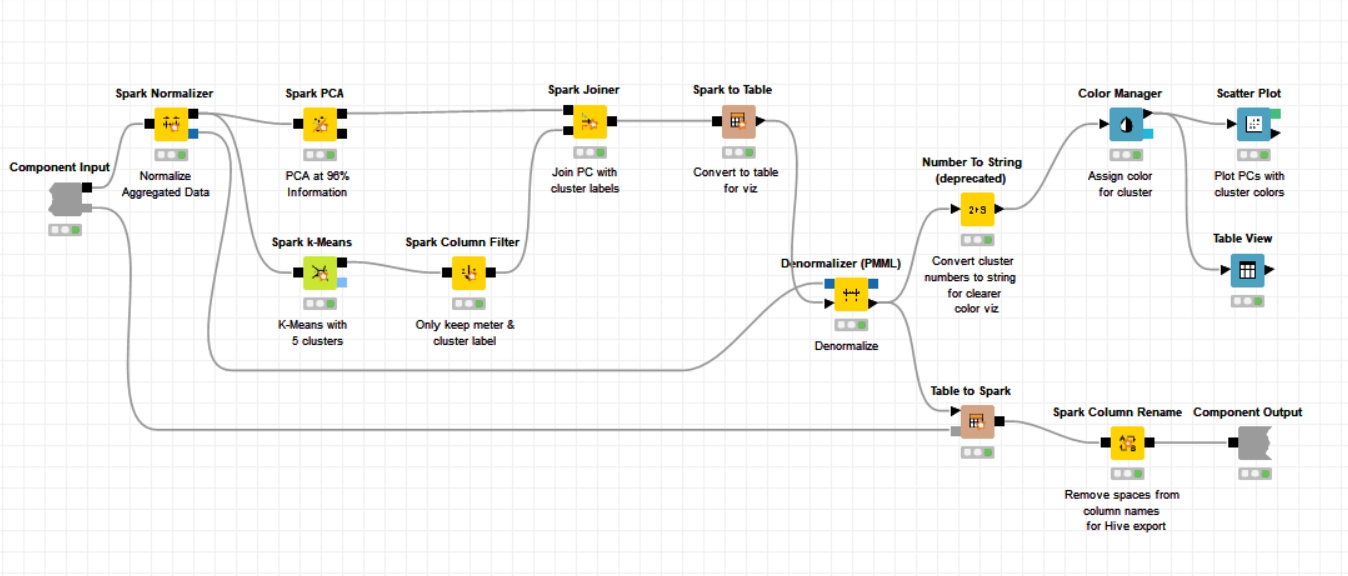 Spark Normalizer
Normalize
Aggregated Data
Spark PCA
PCA at 96%
Information
Spark Joiner
Join PC with
cluster labels
Spark to Table
Convert to table
for viz
Color Manager
Assign color
for cluster
Scatter Plot
Plot PCs with
cluster colors
Component Input
Number To String
(deprecated)
2+S
Convert cluster
numbers to string
for clearer
color viz
Spark k-Means
K-Means with
5 clusters
Spark Column Filter
Only keep meter &
cluster label
Denormalizer (PMML)
Denormalize
Table View
Table to Spark
Spark Column Rename
Remove spaces from
column names
for Hive export
Component Output